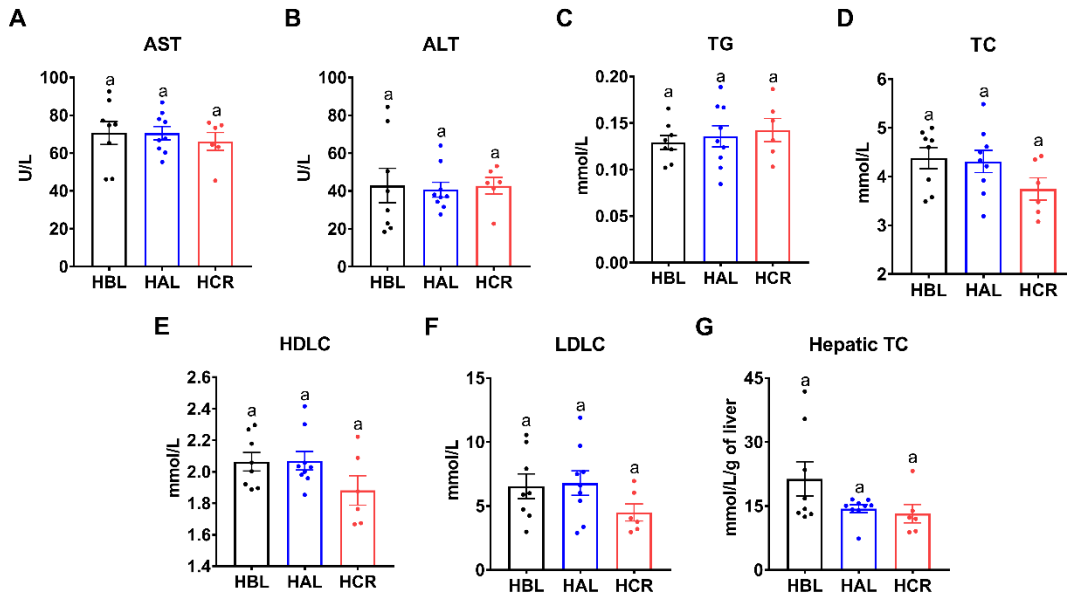 A
AST
U/L
100
80
60
40
20
0
a a a
HBL HAL HCR
B
ALT
U/L
100
80
60
40
20
0
a a a
HBL HAL HCR
C
TG
mmol/L
0.20
0.15
0.10
0.05
0.00
a a a
HBL HAL HCR
D
TC
mmol/L
6
5
4
3
2
a a a
HBL HAL HCR
E
HDLC
mmol/L
2.6
2.4
2.2
2.0
1.8
1.6
1.4
a a a
HBL HAL HCR
F
LDLC
mmol/L
15
10
5
0
a a a
HBL HAL HCR
G
Hepatic TC
mmol/L/g of liver
45
30
15
0
a a a
HBL HAL HCR